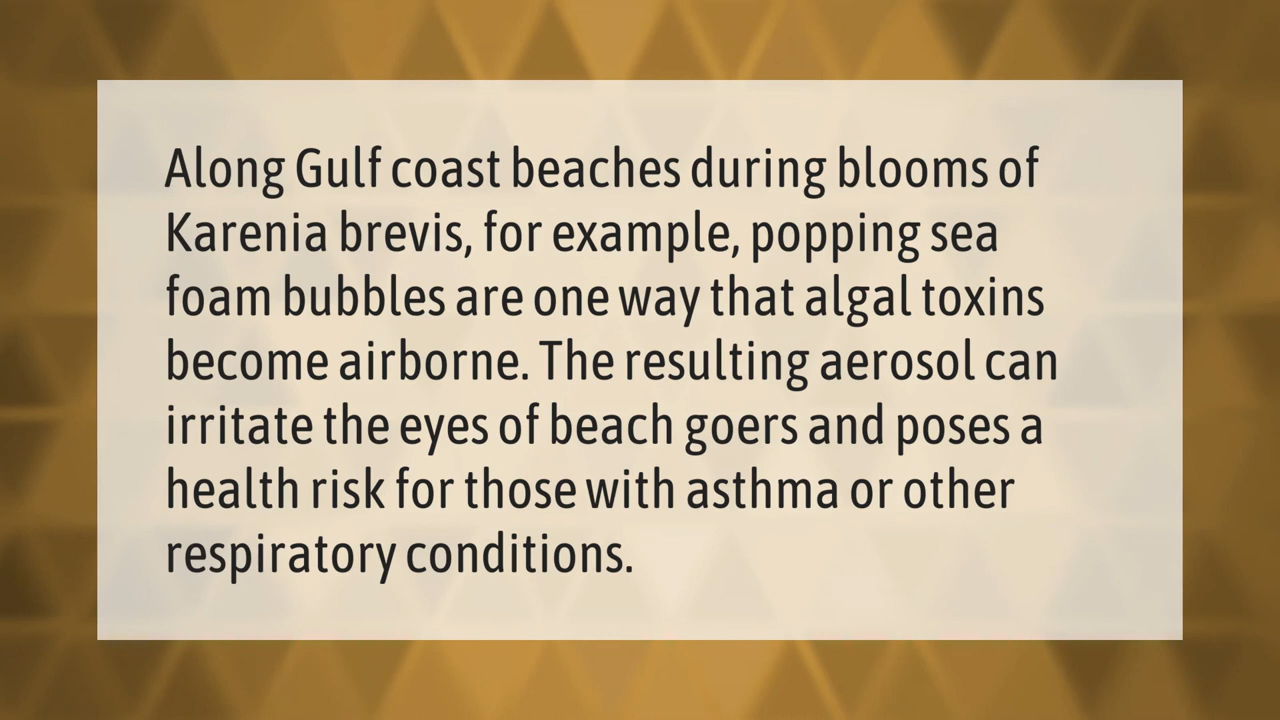 Along Gulf coast beaches during blooms of
Karenia brevis, for example, popping sea
foam bubbles are one way that algal toxins
become airborne. The resulting aerosol can
irritate the eyes of beach goers and poses a
health risk for those with asthma or other
respiratory conditions.